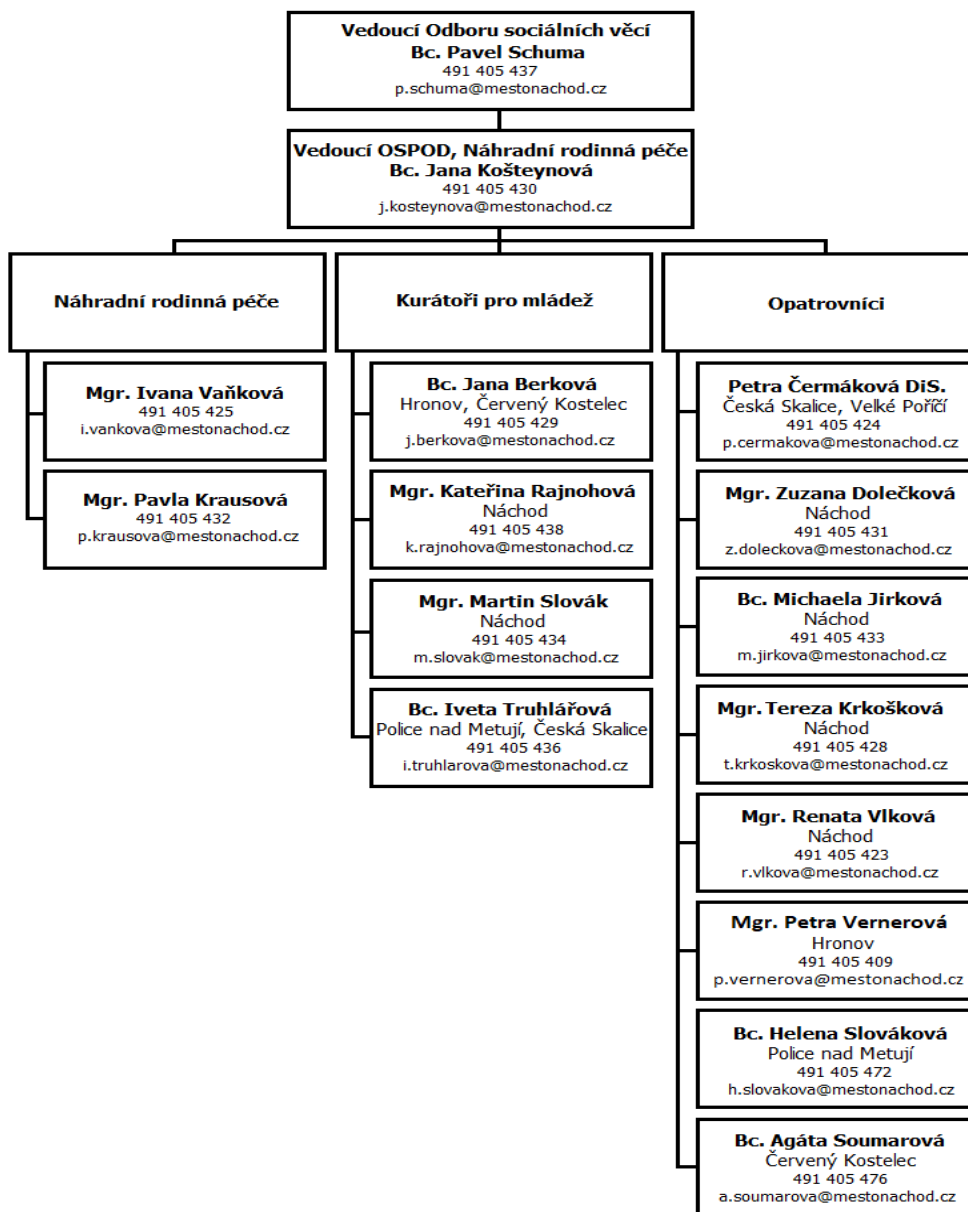 Vedoucí Odboru sociálních věcí
Bc. Pavel Schuma
491 405 437
p.schuma@mestonachod.cz
Vedoucí OSPOD, Náhradní rodinná péče
Bc. Jana Košteynová
491 405 430
j.kosteynova@mestonachod.cz
Náhradní rodinná péče
Mgr. Ivana Vaňková
491 405 425
i.vankova@mestonachod.cz
Mgr. Pavla Krausová
491 405 432
p.krausova@mestonachod.cz
Kurátoři pro mládež
Bc. Jana Berková
Hronov, Červený Kostelec
491 405 429
j.berkova@mestonachod.cz
Mgr. Kateřina Rajnohová
Náchod
491 405 438
k.rajnohova@mestonachod.cz
Mgr. Martin Slovák
Náchod
491 405 434
m.slovak@mestonachod.cz
Bc. Iveta Truhlářová
Police nad Metují, Česká Skalice
491 405 436
i.truhlarova@mestonachod.cz
Opatrovníci
Petra Čermáková DiS.
Česká Skalice, Velké Poříčí
491 405 424
p.cermakova@mestonachod.cz
Mgr. Zuzana Dolečková
Náchod
491 405 431
z.doleckova@mestonachod.cz
Bc. Michaela Jirková
Náchod
491 405 433
m.jirkova@mestonachod.cz
Mgr. Tereza Krkošková
Náchod
491 405 428
t.krkoskova@mestonachod.cz
Mgr. Renata Vlková
Náchod
491 405 423
r.vlkova@mestonachod.cz
Mgr. Petra Vernerová
Hronov
491 405 409
p.vernerova@mestonachod.cz
Bc. Helena Slováková
Police nad Metují
491 405 472
h.slovakova@mestonachod.cz
Bc. Agáta Soumarová
Červený Kostelec
491 405 476
a.soumarova@mestonachod.cz